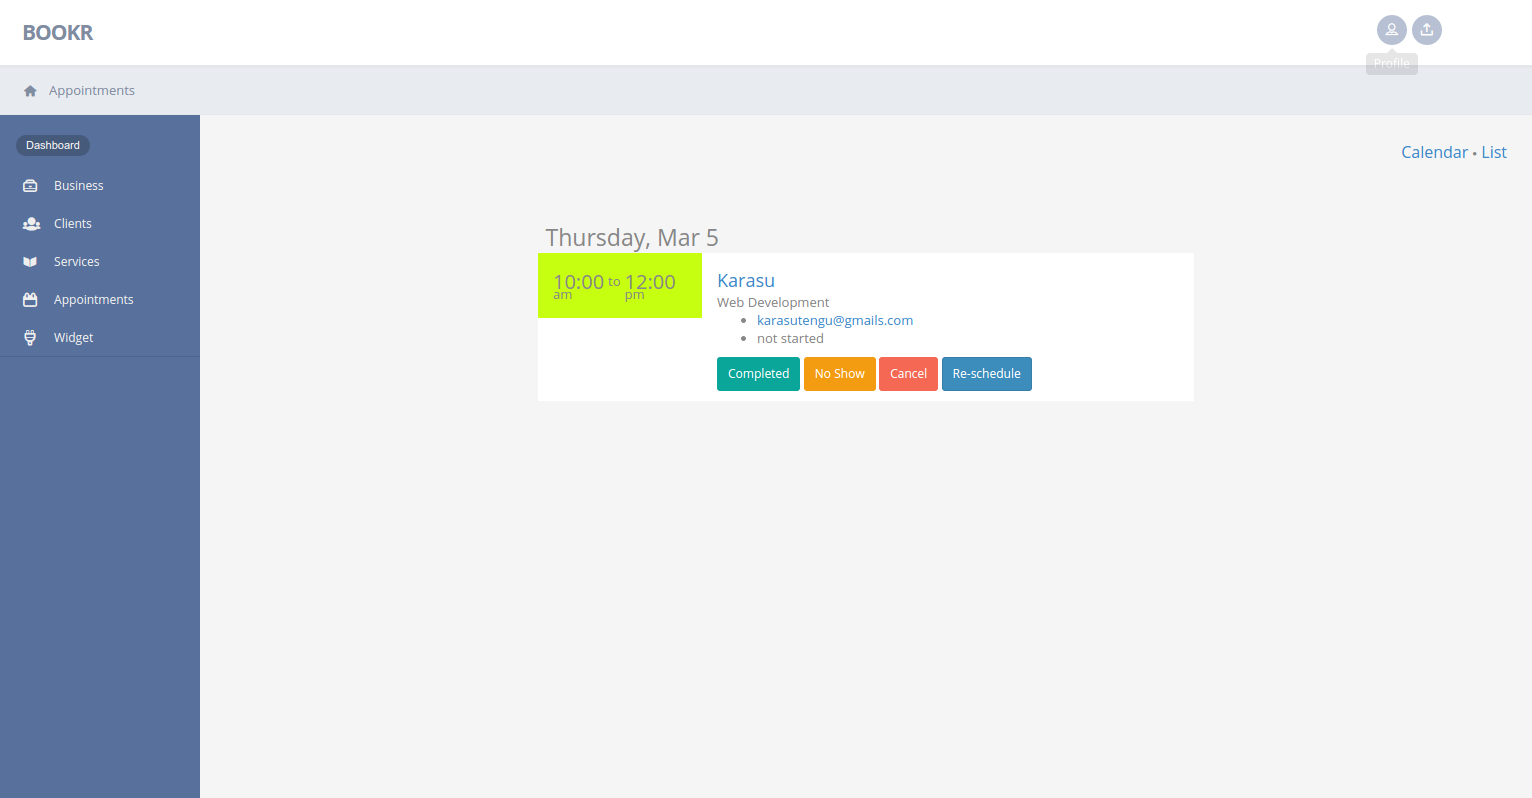 BOOKR
Profile
Appointments
Dashboard
Business
Clients
Services
Appointments
Widget
Calendar • List
Thursday, Mar 5
10:00 to 12:00
am pm
Karasu
Web Development
• karasutengu@gmails.com
• not started
Completed No Show Cancel Re-schedule